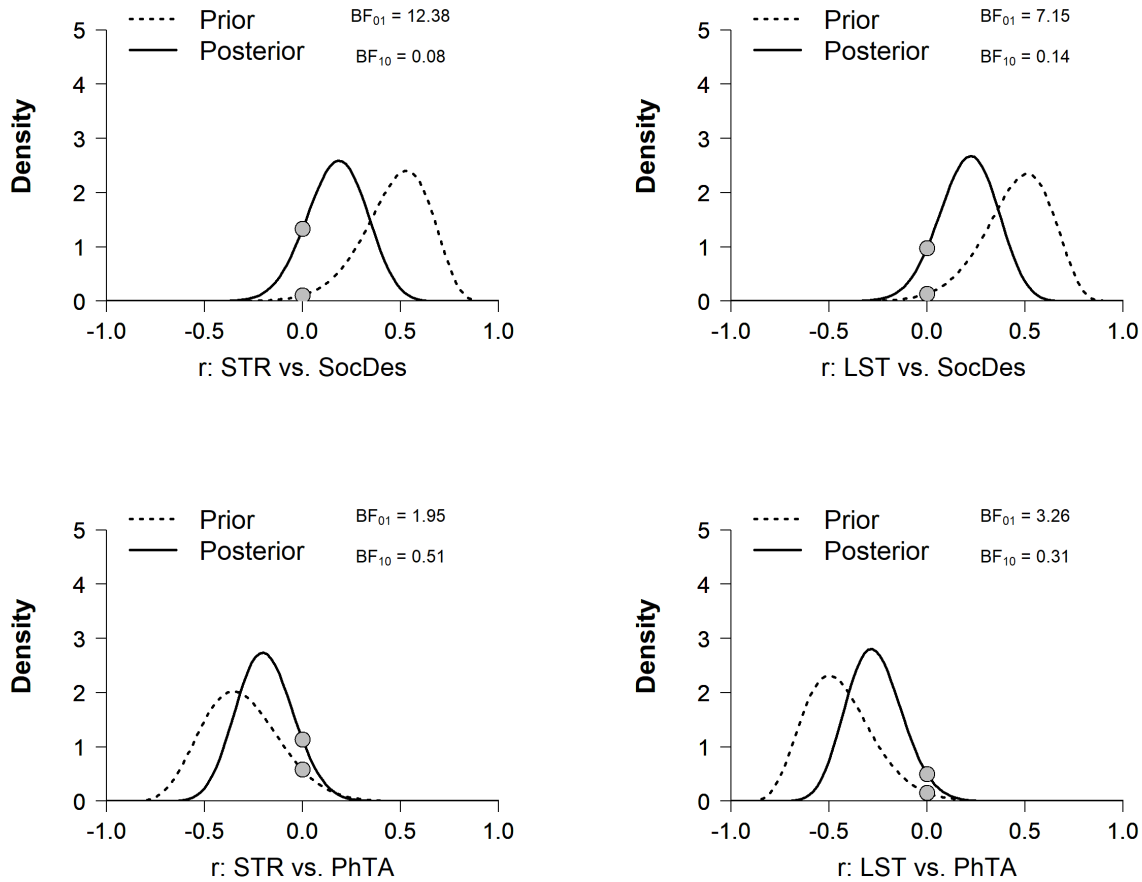 Prior
Posterior
BF01 = 12.38
BF10 = 0.08
Density
5
4
3
2
1
0
-1.0 -0.5 0.0 0.5 1.0
r: STR vs. SocDes
Prior
Posterior
BF01 = 7.15
BF10 = 0.14
Density
5
4
3
2
1
0
-1.0 -0.5 0.0 0.5 1.0
r: LST vs. SocDes
Prior
Posterior
BF01 = 1.95
BF10 = 0.51
Density
5
4
3
2
1
0
-1.0 -0.5 0.0 0.5 1.0
r: STR vs. PhTA
Prior
Posterior
BF01 = 3.26
BF10 = 0.31
Density
5
4
3
2
1
0
-1.0 -0.5 0.0 0.5 1.0
r: LST vs. PhTA